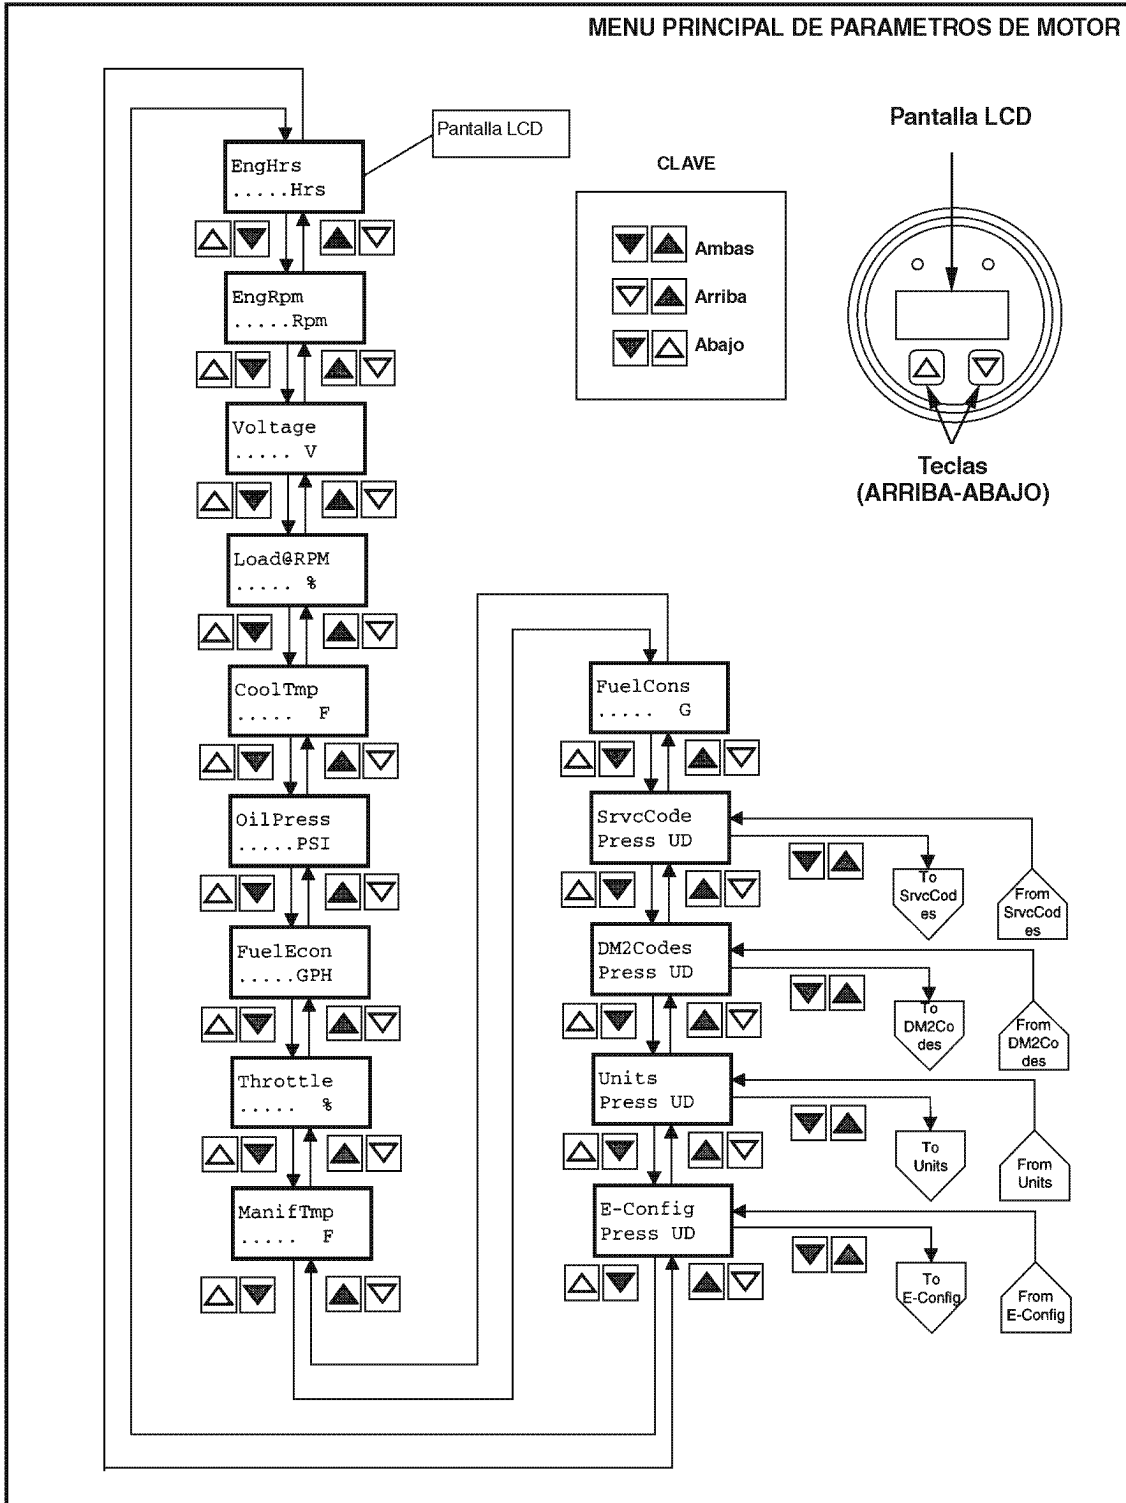 MENU PRINCIPAL DE PARAMETROS DE MOTOR
Pantalla LCD
EngHrs
.....Hrs
EngRpm
.....Rpm
Voltage
..... V
Load@RPM
..... %
CoolTmp
..... F
OilPress
.....PSI
FuelEcon
.....GPH
Throttle
..... %
ManifTmp
..... F
CLAVE
Ambas
Arriba
Abajo
Pantalla LCD
Teclas
(ARRIBA-ABAJO)
FuelCons
..... G
SrvcCode
Press UD
To
SrvcCod
es
From
SrvcCod
es
DM2Codes
Press UD
To
DM2Co
des
From
DM2Co
des
Units
Press UD
To
Units
From
Units
E-Config
Press UD
To
E-Config
From
E-Config